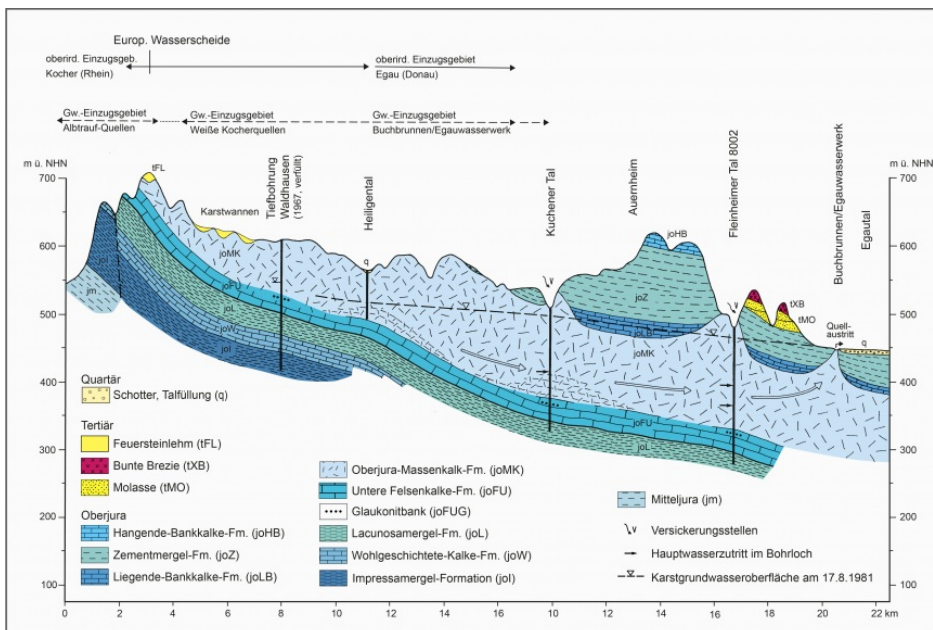 Europ. Wasserscheide
oberird. Einzugsgeb.
Kocher (Rhein)
oberird. Einzugsgebiet
Egau (Donau)
Gw.-Einzugsgebiet
Albtrauf-Quellen
Gw.-Einzugsgebiet
Weiße Kocherquellen
Gw.-Einzugsgebiet
Buchbrunnen/Egauwasserwerk
m ü. NHN
m ü. NHN
700
600
500
400
300
200
100
700
600
500
400
300
200
100
tFL
Karstwannen
Tiefbohrung
Waldhausen
(1967, verfüllt)
Heiligental
Kuchener Tal
Auernheim
Fleinheimer Tal 8002
Buchbrunnen/Egauwasserwerk
Egautal
q
joHB
joMK
joZ
tXB
tMO
Quell-
austritt
q
joI
jm
joFU
joL
joW
joI
joLB
joMK
joFU
joL
Quartär
Schotter, Talfüllung (q)
Tertiär
Feuersteinlehm (tFL)
Bunte Brezie (tXB)
Molasse (tMO)
Oberjura
Hangende-Bankkalke-Fm. (joHB)
Zementmergel-Fm. (joZ)
Liegende-Bankkalke-Fm. (joLB)
Oberjura-Massenkalk-Fm. (joMK)
Untere Felsenkalke-Fm. (joFU)
Glaukonitbank (joFUG)
Lacunosamergel-Fm. (joL)
Wohlgeschichtete-Kalke-Fm. (joW)
Impressamergel-Formation (joI)
Mitteljura (jm)
Versickerungsstellen
Hauptwasserzutritt im Bohrloch
Karstgrundwasseroberfläche am 17.8.1981
0 2 4 6 8 10 12 14 16 18 20 22 km